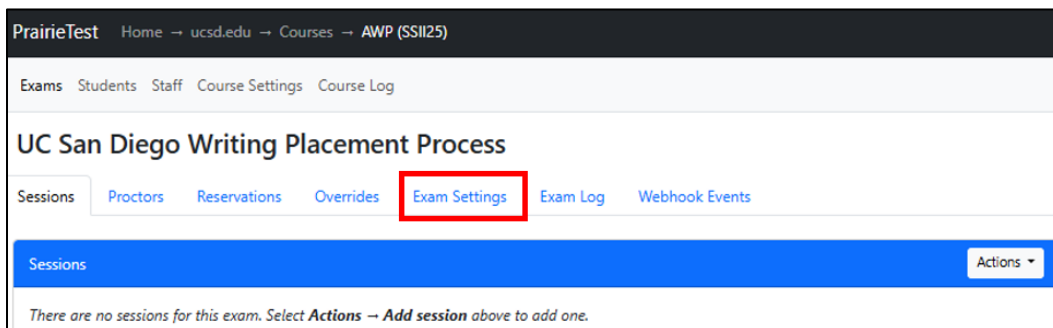 PrairieTest Home → ucsd.edu → Courses → AWP (SSII25)
Exams Students Staff Course Settings Course Log
UC San Diego Writing Placement Process
Sessions Proctors Reservations Overrides Exam Settings Exam Log Webhook Events
Sessions Actions
There are no sessions for this exam. Select Actions → Add session above to add one.